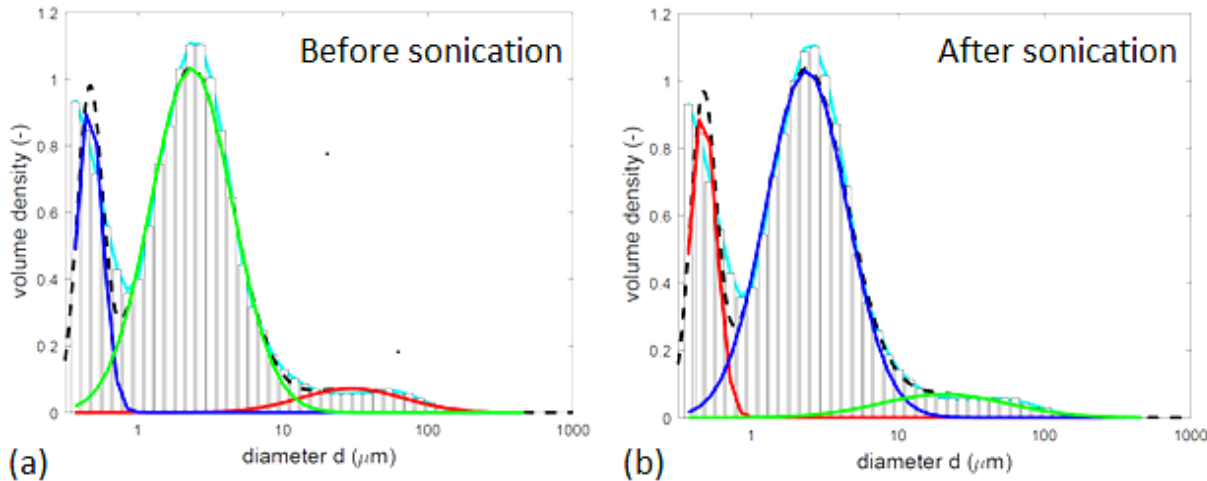 1.2
1
0.8
0.6
0.4
0.2
0
volume density (-)
Before sonication
1
10
100
1000
diameter d (μm)
(a)
1.2
1
0.8
0.6
0.4
0.2
0
volume density (-)
After sonication
1
10
100
1000
diameter d (μm)
(b)